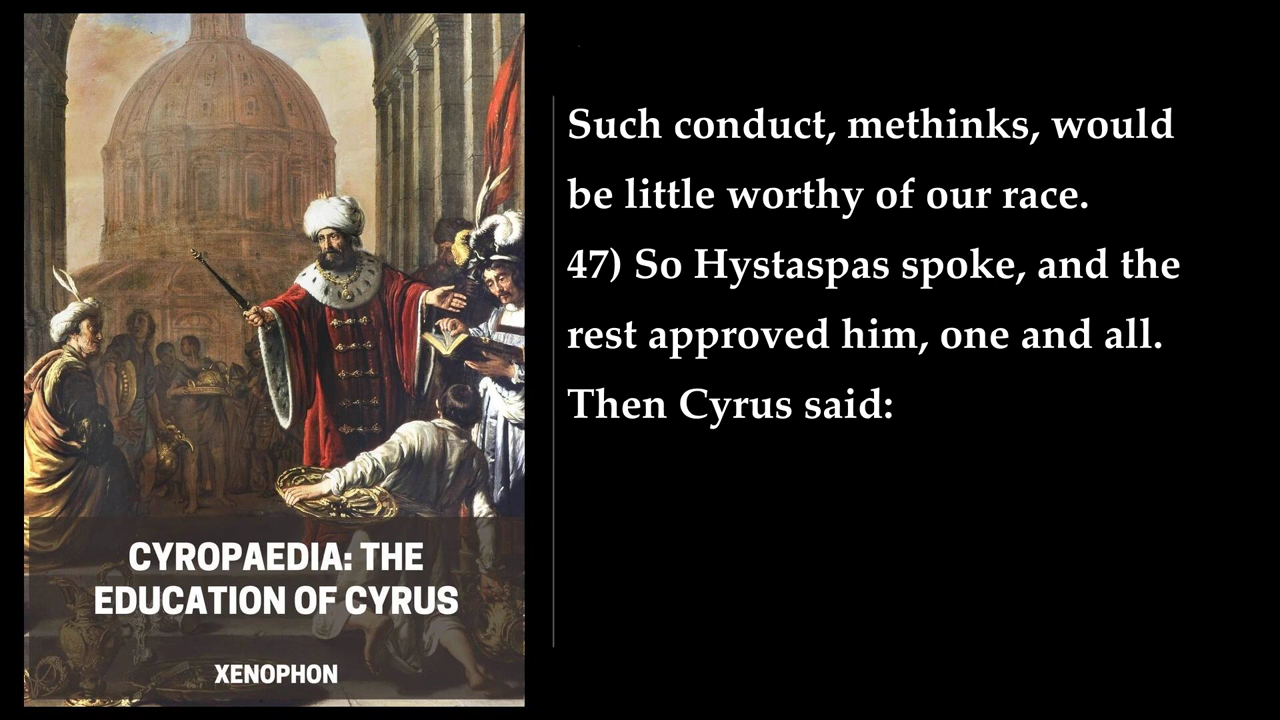 Such conduct, methinks, would
be little worthy of our race.
47) So Hystaspas spoke, and the
rest approved him, one and all.
Then Cyrus said:
CYROPAEDIA: THE
EDUCATION OF CYRUS
XENOPHON